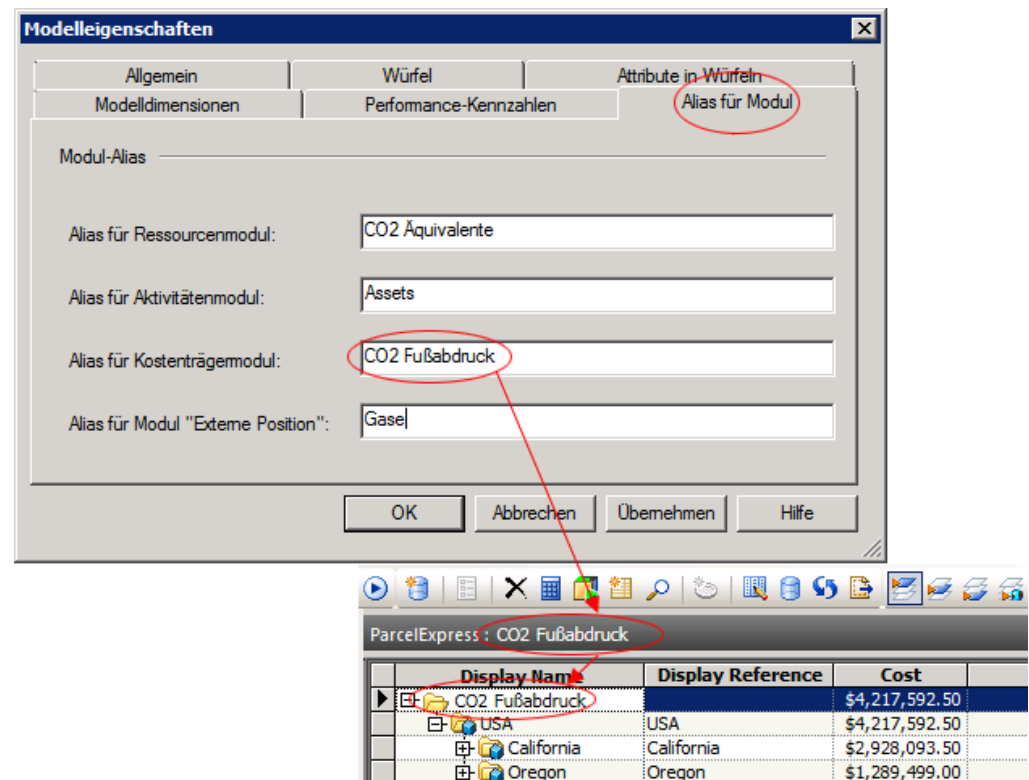 Modelleigenschaften
Allgemein Würfel Attribute in Würfeln
Modelldimensionen Performance-Kennzahlen Alias für Modul
Modul-Alias
Alias für Ressourcenmodul: CO2 Äquivalente
Alias für Aktivitätenmodul: Assets
Alias für Kostenträgermodul: CO2 Fußabdruck
Alias für Modul "Externe Position": Gase
OK Abbrechen Übernehmen Hilfe
ParcelExpress : CO2 Fußabdruck
Display Name Display Reference Cost
CO2 Fußabdruck $4,217,592.50
USA USA $4,217,592.50
California California $2,928,093.50
Oregon Oregon $1,289,499.00